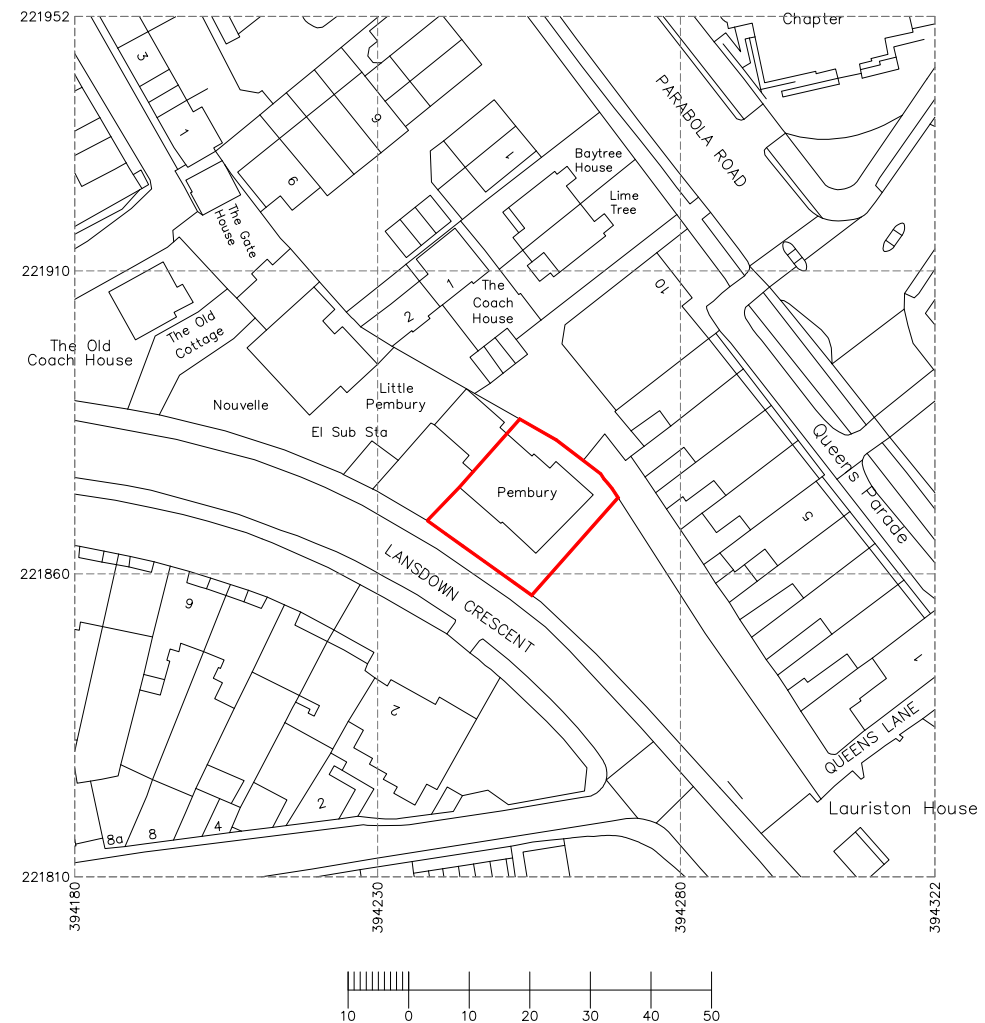 221952
Chapter
3
PARABOLA ROAD
1
9
1
Baytree
House
6
Lime
Tree
The Gate
House
221910
1
The
Coach
House
10
2
The Old
Cottage
The Old
Coach House
Little
Pembury
Nouvelle
El Sub Sta
Queen's Parade
Pembury
5
221860
LANSDOWN CRESCENT
9
1
2
QUEENS LANE
2
Lauriston House
4
8
8a
221810
394180
394230
394280
394322
10 0 10 20 30 40 50